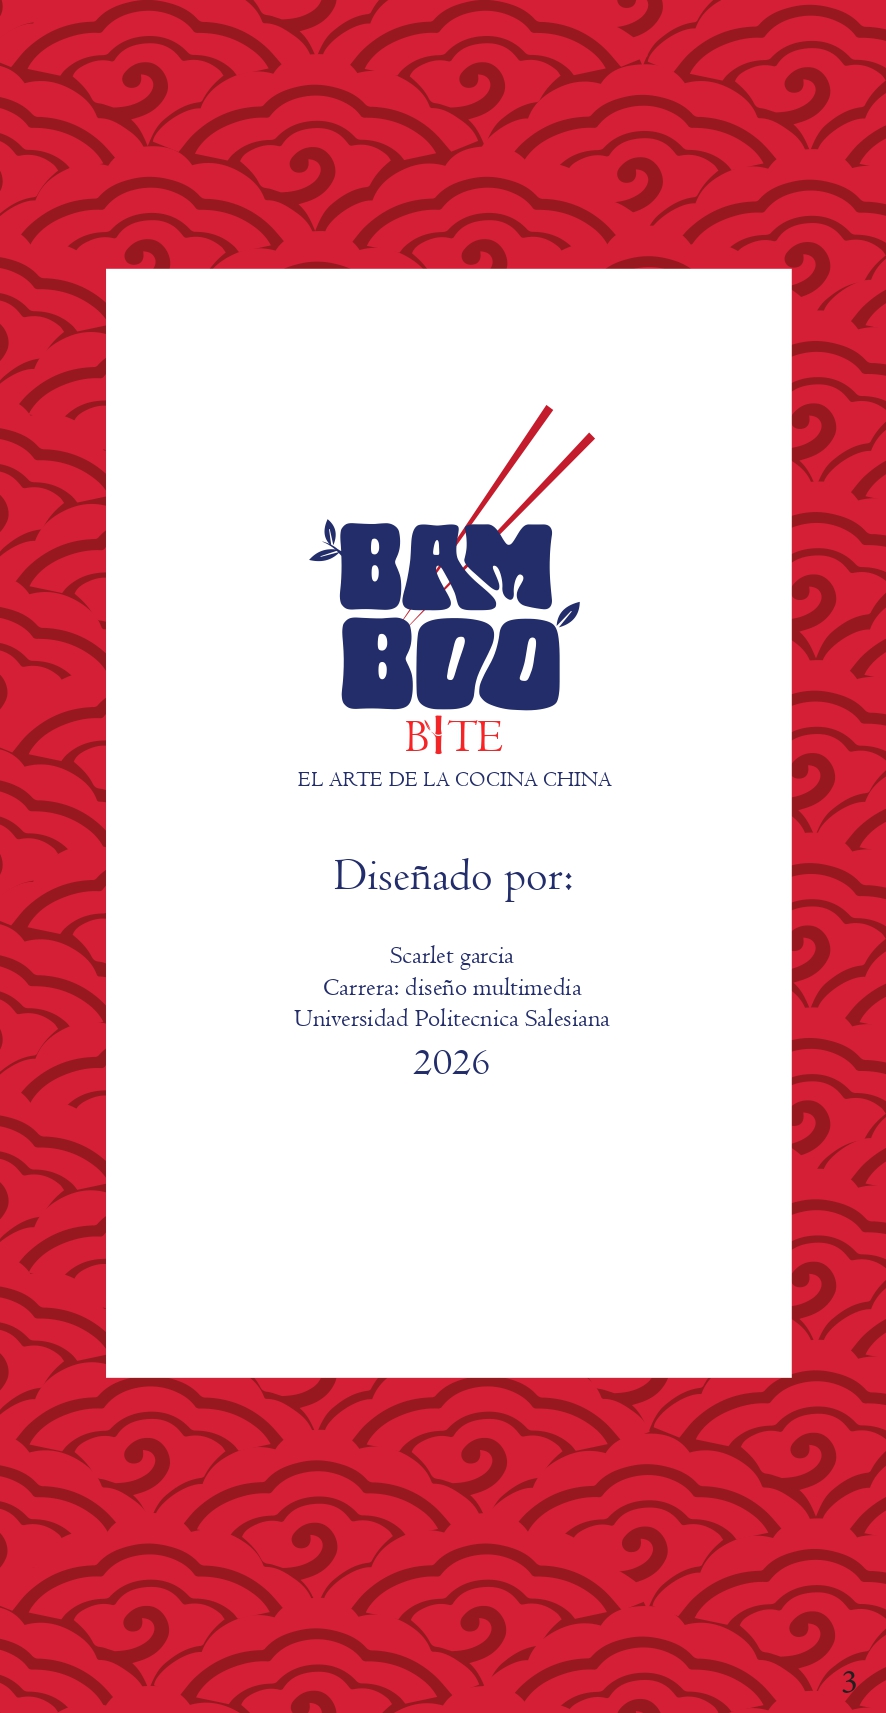 BAM
BOO
BITE
EL ARTE DE LA COCINA CHINA
Diseñado por:
Scarlet garcia
Carrera: diseño multimedia
Universidad Politecnica Salesiana
2026
3